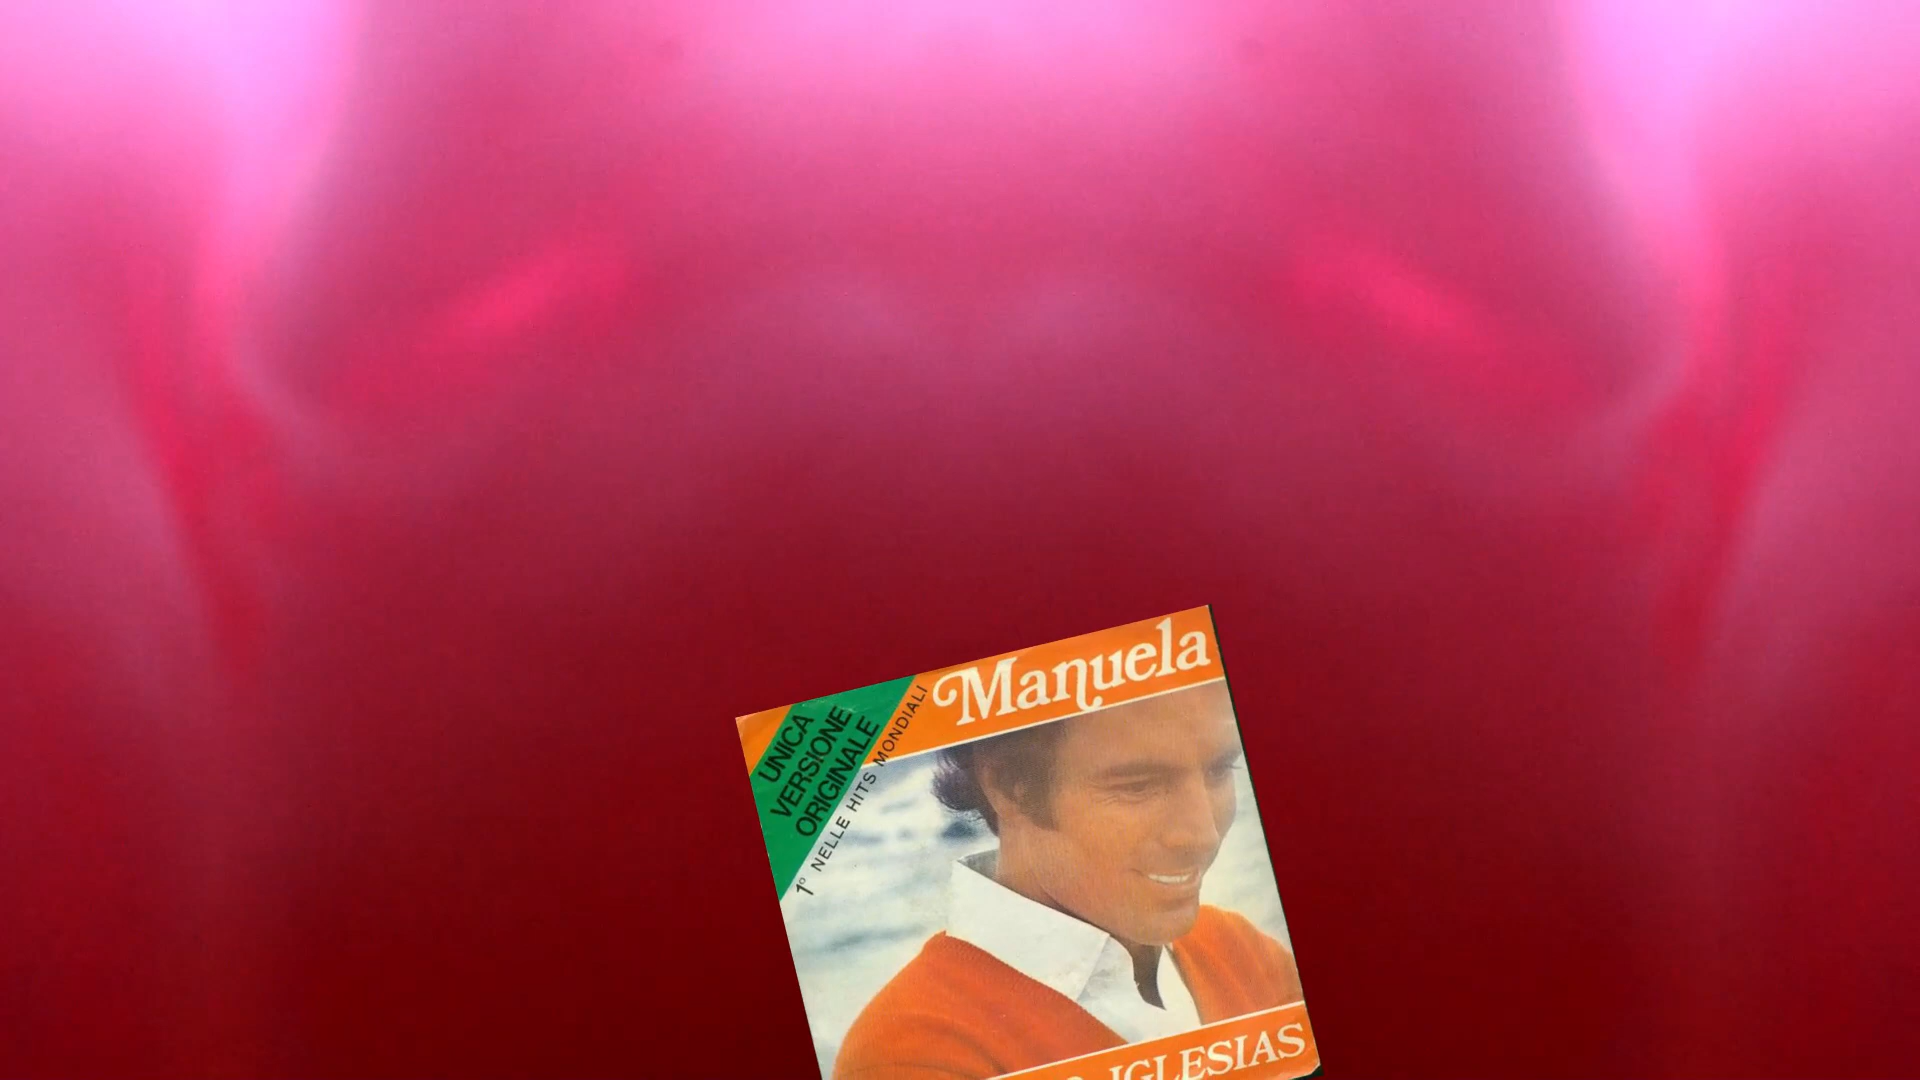 Manuela
UNICA
VERSIONE
ORIGINALE
1° NELLE HITS MONDIALI
IGLESIAS